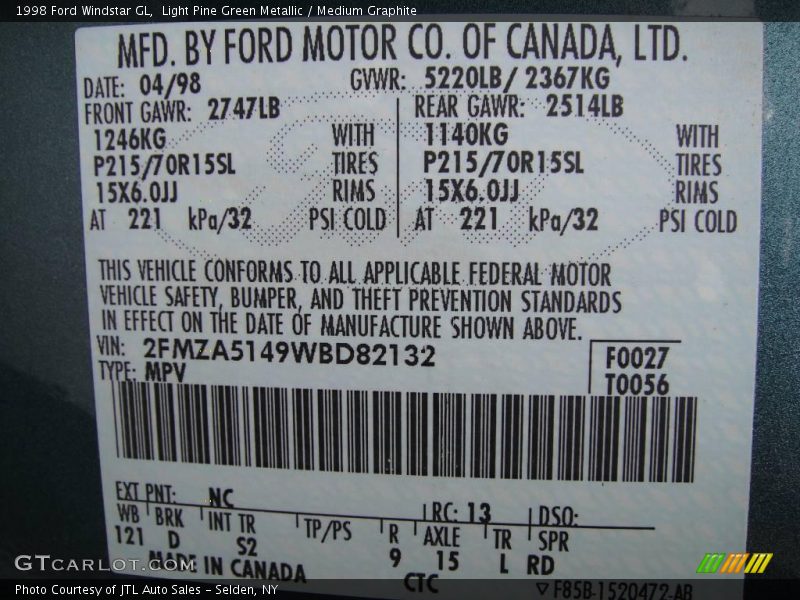 1998 Ford Windstar GL,  Light Pine Green Metallic / Medium Graphite
MFD. BY FORD MOTOR CO. OF CANADA, LTD.
DATE: 04/98 GVWR: 5220LB/ 2367KG
FRONT GAWR: 2747LB REAR GAWR: 2514LB
1246KG WITH 1140KG WITH
P215/70R15SL TIRES P215/70R15SL TIRES
15X6.0JJ RIMS 15X6.0JJ RIMS
AT 221 kPa/32 PSI COLD AT 221 kPa/32 PSI COLD
THIS VEHICLE CONFORMS TO ALL APPLICABLE FEDERAL MOTOR
VEHICLE SAFETY, BUMPER, AND THEFT PREVENTION STANDARDS
IN EFFECT ON THE DATE OF MANUFACTURE SHOWN ABOVE.
VIN: 2FMZA5149WBD82132 F0027
TYPE: MPV T0056
EXT PNT: NC RC: 13 DSO:
WB BRK INT TR TP/PS R AXLE TR SPR
121 D S2 9 15 L RD
MADE IN CANADA CTC ▽F85B-1520472-AB
GTCARLOT.COM
Photo Courtesy of JTL Auto Sales - Selden, NY